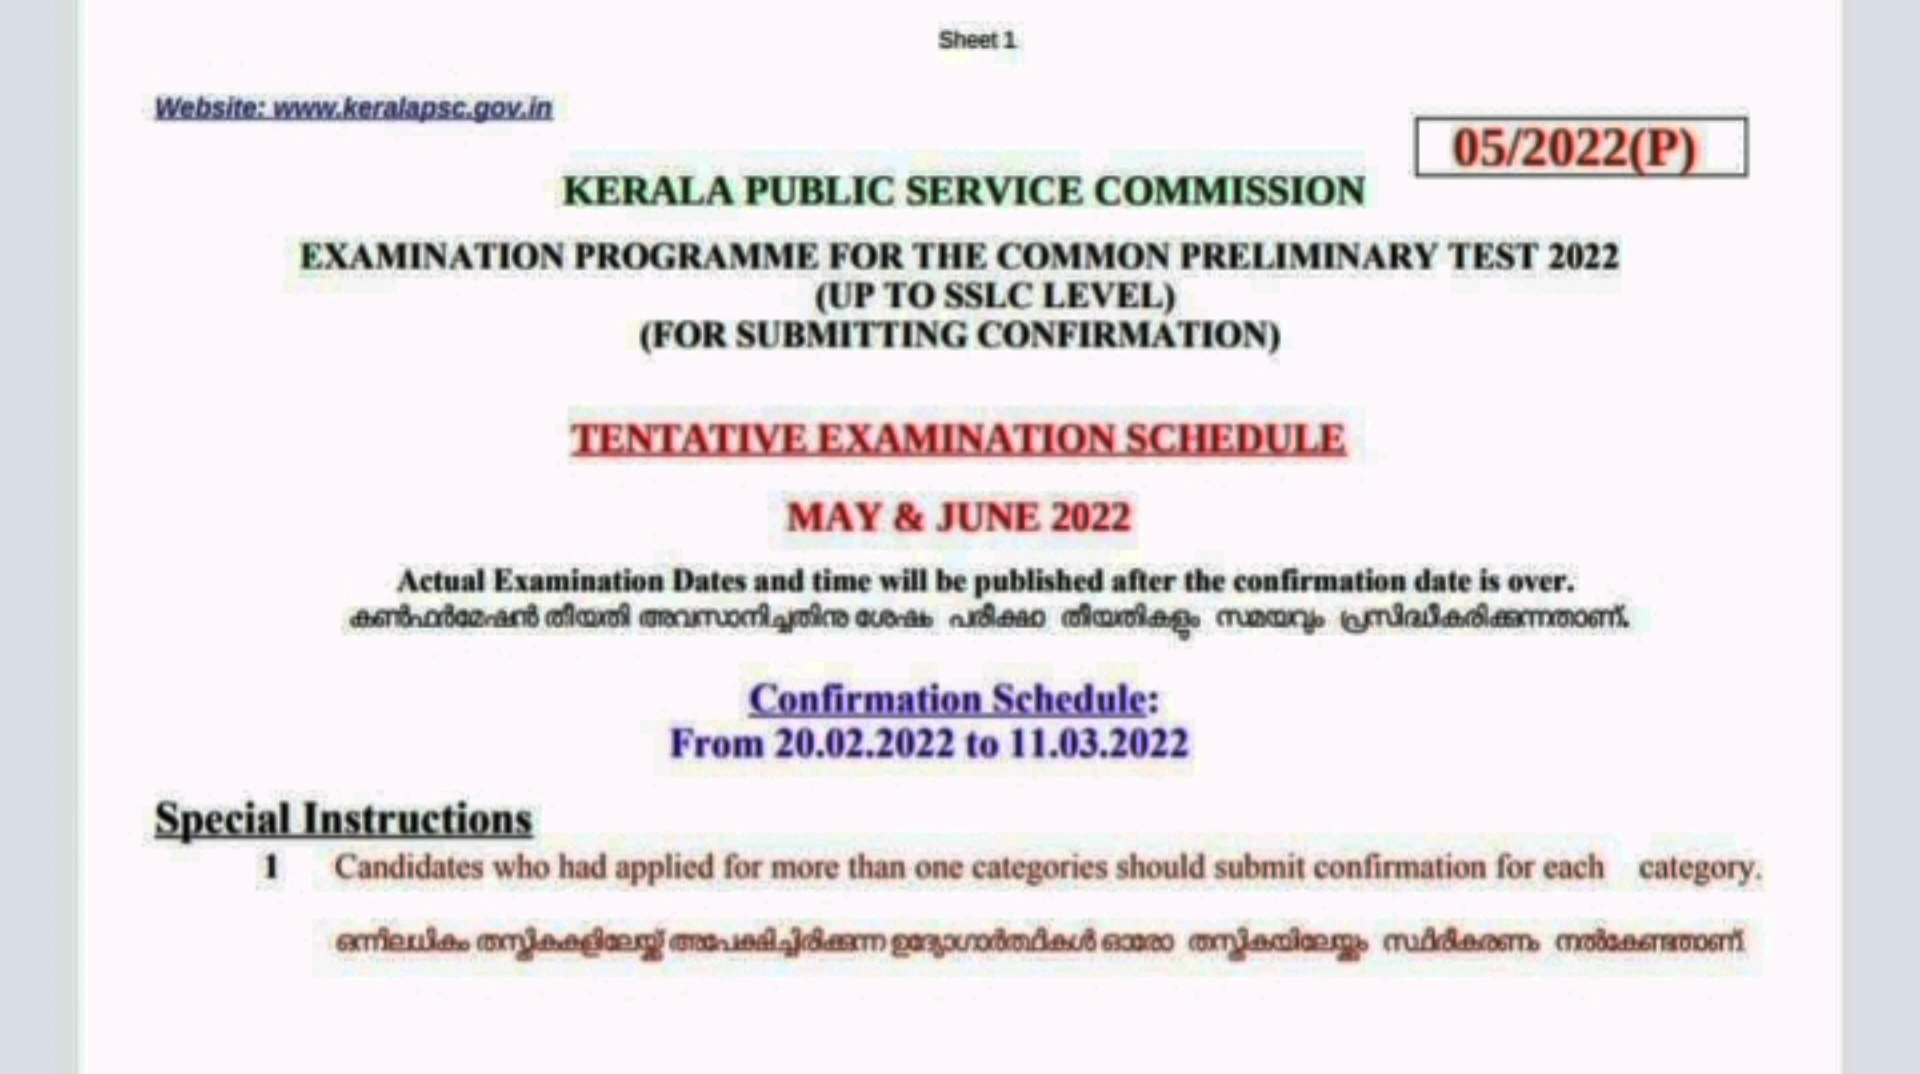 Sheet 1
Website: www.keralapsc.gov.in
05/2022(P)
KERALA PUBLIC SERVICE COMMISSION
EXAMINATION PROGRAMME FOR THE COMMON PRELIMINARY TEST 2022
(UP TO SSLC LEVEL)
(FOR SUBMITTING CONFIRMATION)
TENTATIVE EXAMINATION SCHEDULE
MAY & JUNE 2022
Actual Examination Dates and time will be published after the confirmation date is over.
കൺഫർമേഷൻ തീയതി അവസാനിച്ചതിനു ശേഷം പരീക്ഷാ തീയതികളും സമയവും പ്രസിദ്ധീകരിക്കുന്നതാണ്.
Confirmation Schedule:
From 20.02.2022 to 11.03.2022
Special Instructions
1 Candidates who had applied for more than one categories should submit confirmation for each category.
ഒന്നിലധികം തസ്തികകളിലേയ്ക്ക് അപേക്ഷിച്ചിരിക്കുന്ന ഉദ്യോഗാർത്ഥികൾ ഓരോ തസ്തികയിലേയ്ക്കും സ്ഥിരീകരണം നൽകേണ്ടതാണ്.